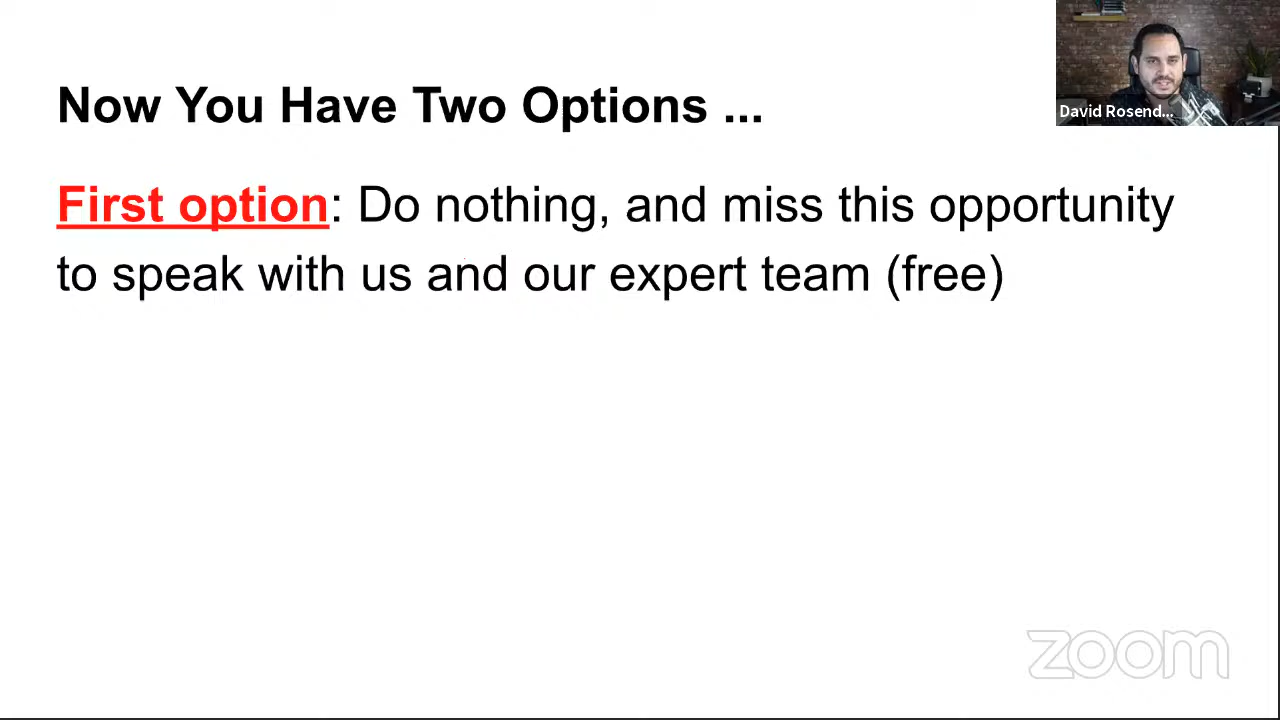 Now You Have Two Options ...
David Rosend...
First option: Do nothing, and miss this opportunity
to speak with us and our expert team (free)
zoom